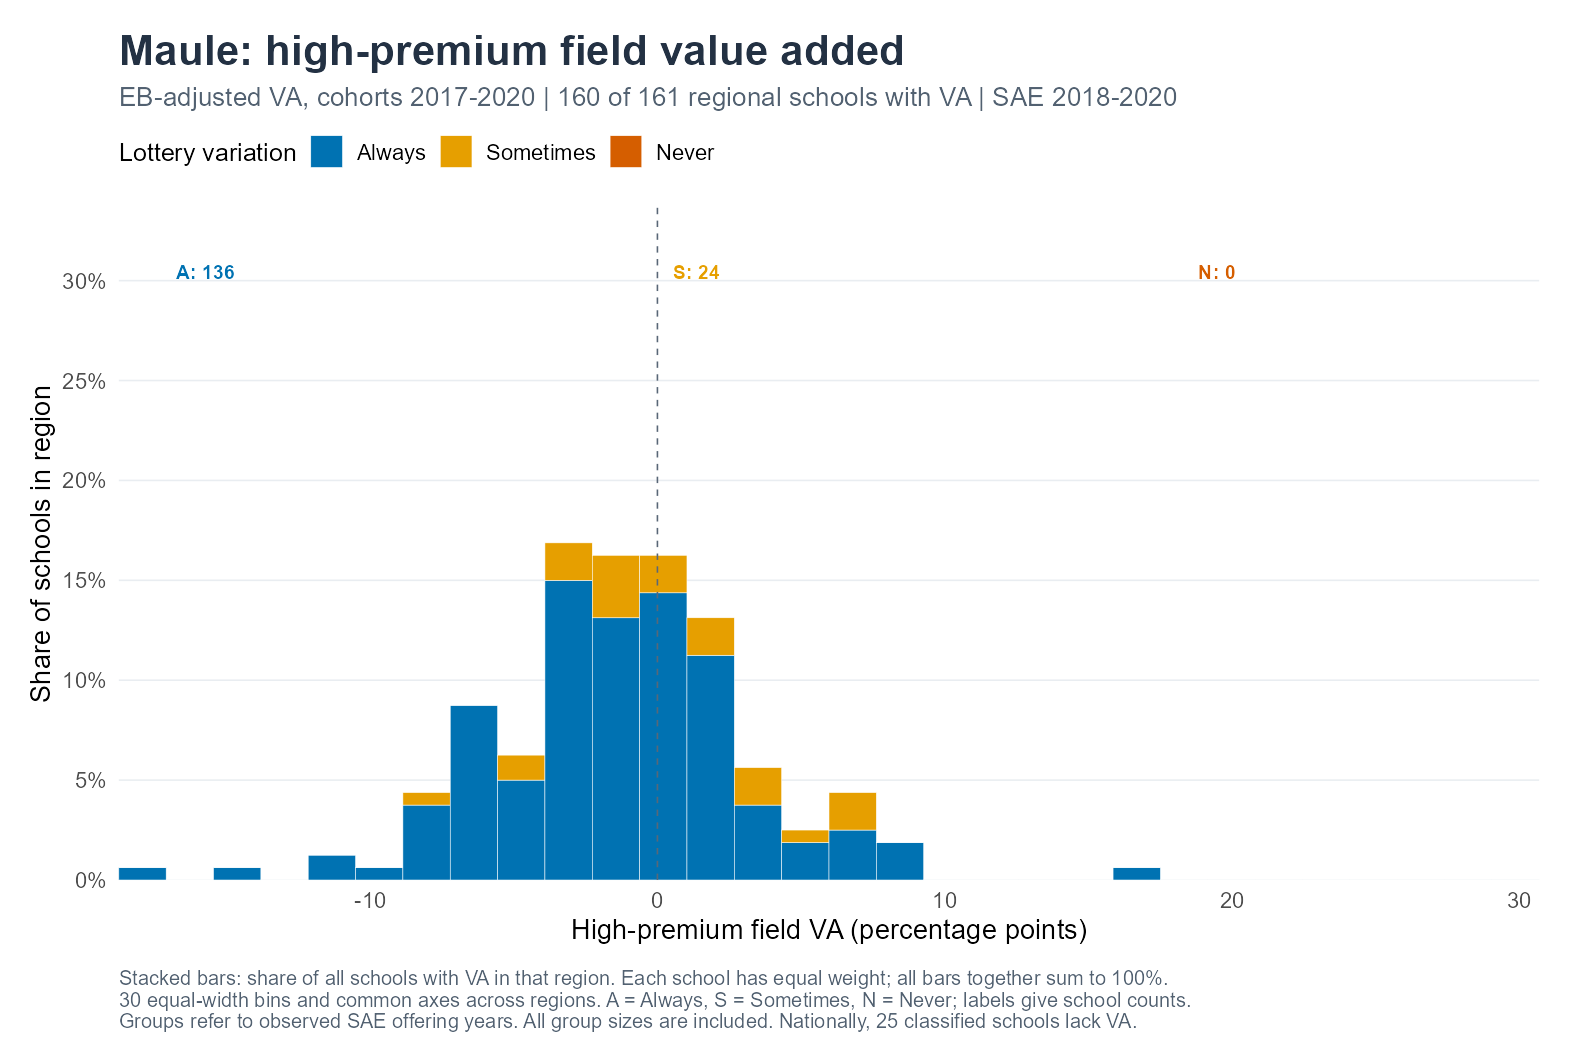 Maule: high-premium field value added
EB-adjusted VA, cohorts 2017-2020 | 160 of 161 regional schools with VA | SAE 2018-2020
Lottery variation Always Sometimes Never
A: 136 S: 24 N: 0
30%
25%
20%
15%
10%
5%
0%
Share of schools in region
-10 0 10 20 30
High-premium field VA (percentage points)
Stacked bars: share of all schools with VA in that region. Each school has equal weight; all bars together sum to 100%.
30 equal-width bins and common axes across regions. A = Always, S = Sometimes, N = Never; labels give school counts.
Groups refer to observed SAE offering years. All group sizes are included. Nationally, 25 classified schools lack VA.